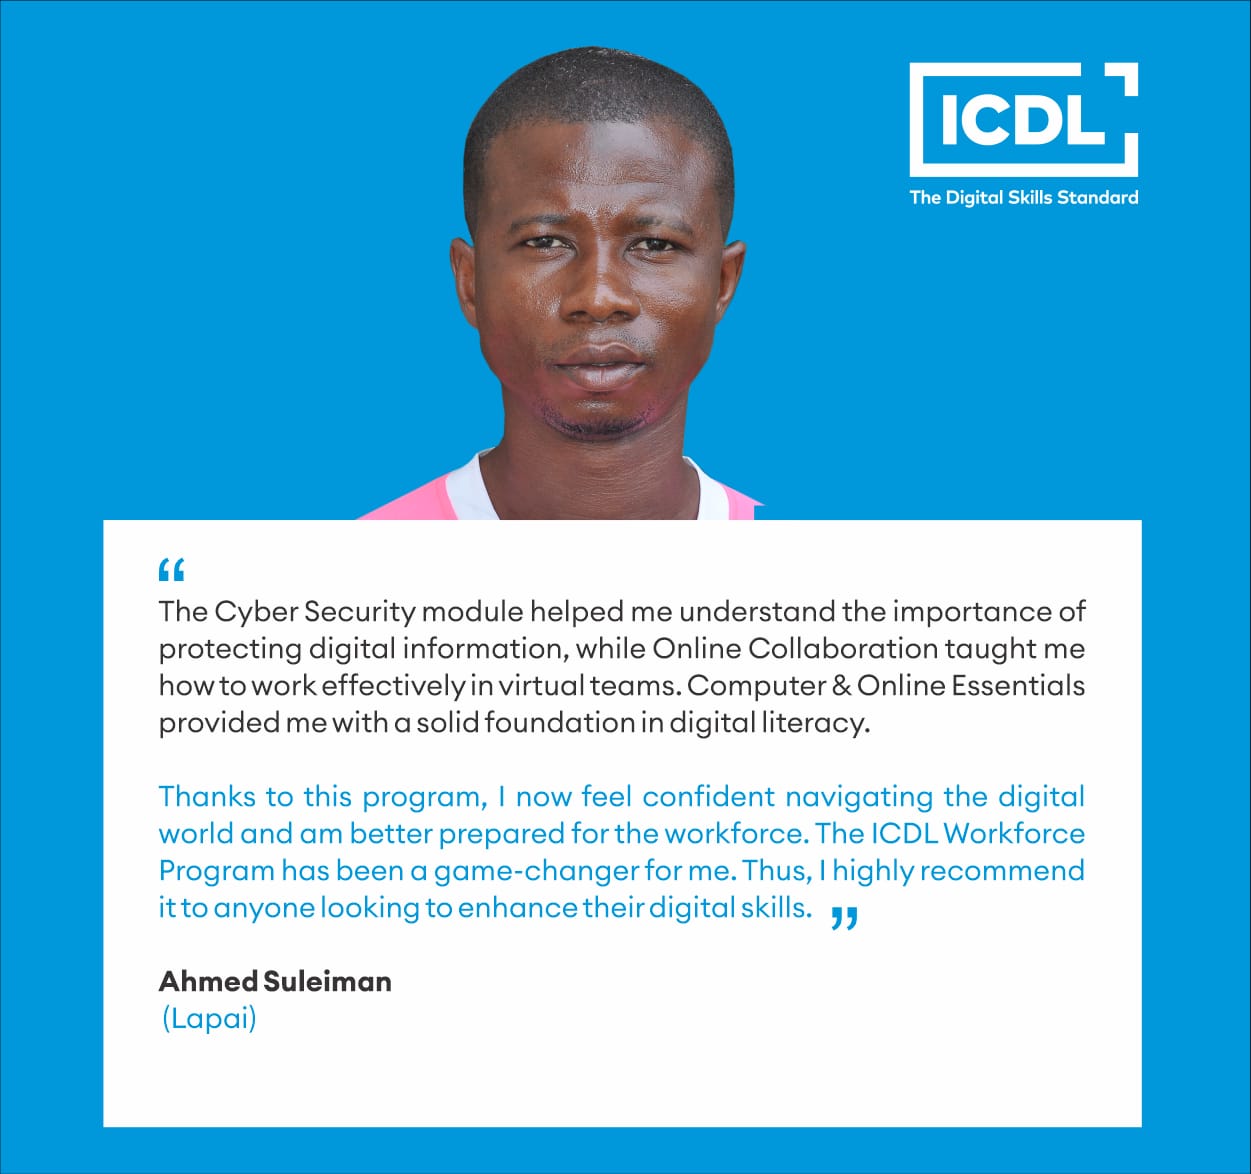 ICDL
The Digital Skills Standard
“
The Cyber Security module helped me understand the importance of
protecting digital information, while Online Collaboration taught me
how to work effectively in virtual teams. Computer & Online Essentials
provided me with a solid foundation in digital literacy.
Thanks to this program, I now feel confident navigating the digital
world and am better prepared for the workforce. The ICDL Workforce
Program has been a game-changer for me. Thus, I highly recommend
it to anyone looking to enhance their digital skills. ”
Ahmed Suleiman
(Lapai)